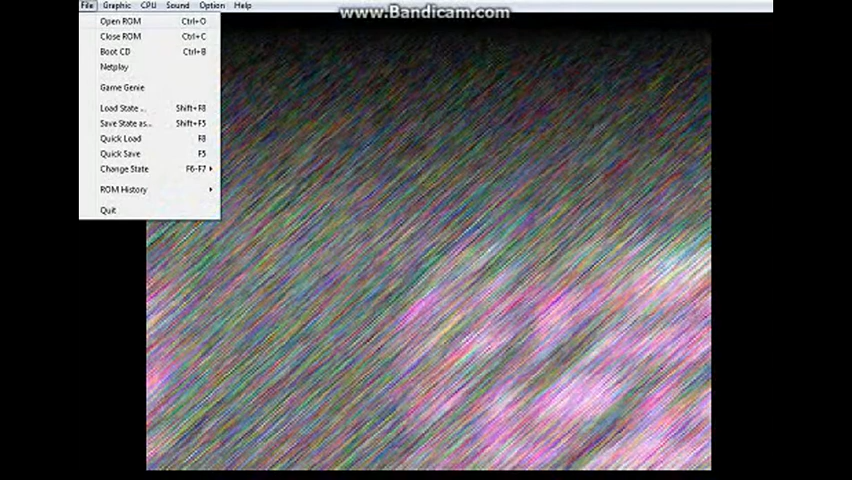 File Graphic CPU Sound Option Help
www.Bandicam.com
Open ROM Ctrl+O
Close ROM Ctrl+C
Boot CD Ctrl+B
Netplay
Game Genie
Load State ... Shift+F8
Save State as... Shift+F5
Quick Load F8
Quick Save F5
Change State F6-F7
ROM History
Quit